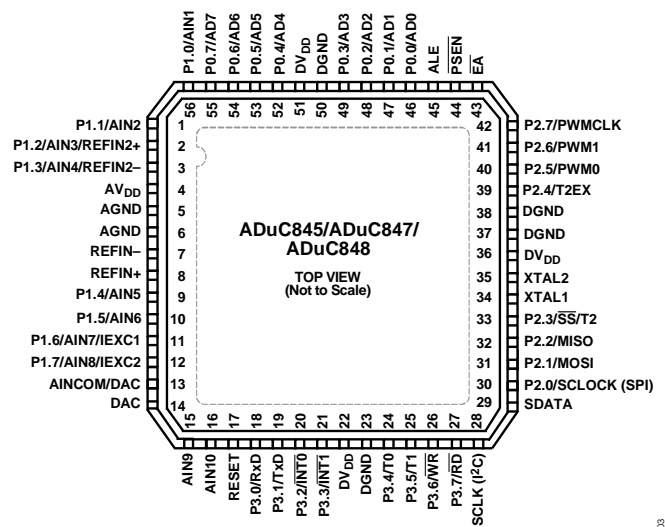 P1.0/AIN1
P0.7/AD7
P0.6/AD6
P0.5/AD5
P0.4/AD4
DVDD
DGND
P0.3/AD3
P0.2/AD2
P0.1/AD1
P0.0/AD0
ALE
PSEN
EA
56
55
54
53
52
51
50
49
48
47
46
45
44
43
P1.1/AIN2 1
P1.2/AIN3/REFIN2+ 2
P1.3/AIN4/REFIN2– 3
AVDD 4
AGND 5
AGND 6
REFIN– 7
REFIN+ 8
P1.4/AIN5 9
P1.5/AIN6 10
P1.6/AIN7/IEXC1 11
P1.7/AIN8/IEXC2 12
AINCOM/DAC 13
DAC 14
ADuC845/ADuC847/
ADuC848
TOP VIEW
(Not to Scale)
42 P2.7/PWMCLK
41 P2.6/PWM1
40 P2.5/PWM0
39 P2.4/T2EX
38 DGND
37 DGND
36 DVDD
35 XTAL2
34 XTAL1
33 P2.3/SS/T2
32 P2.2/MISO
31 P2.1/MOSI
30 P2.0/SCLOCK (SPI)
29 SDATA
15
16
17
18
19
20
21
22
23
24
25
26
27
28
AIN9
AIN10
RESET
P3.0/RxD
P3.1/TxD
P3.2/INT0
P3.3/INT1
DVDD
DGND
P3.4/T0
P3.5/T1
P3.6/WR
P3.7/RD
SCLK (I2C)